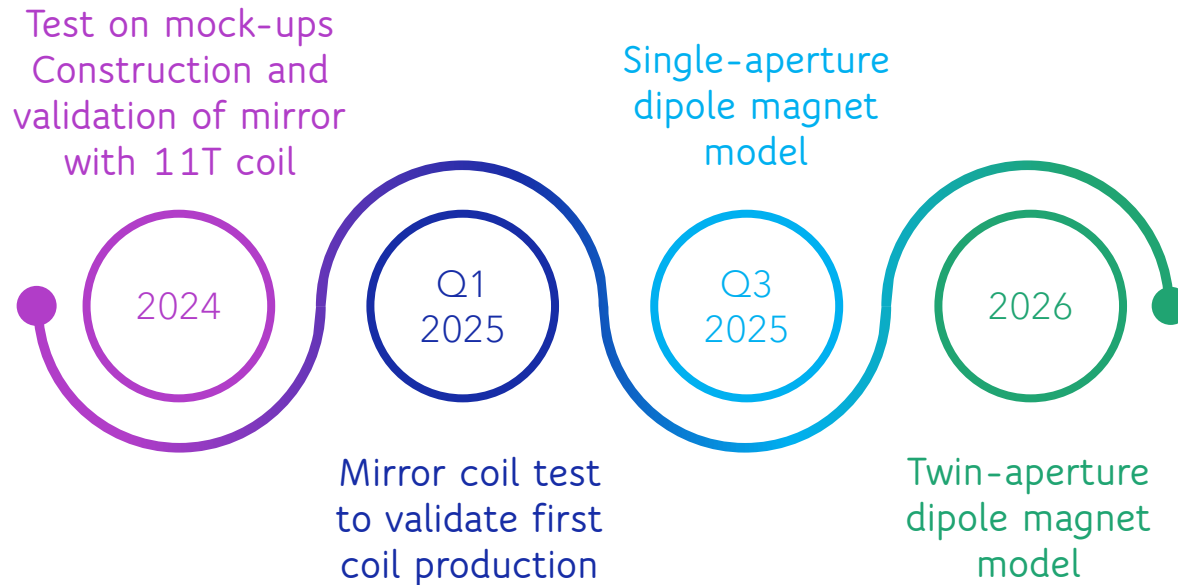 Test on mock-ups
Construction and
validation of mirror
with 11T coil
2024
Q1
2025
Mirror coil test
to validate first
coil production
Single-aperture
dipole magnet
model
Q3
2025
2026
Twin-aperture
dipole magnet
model